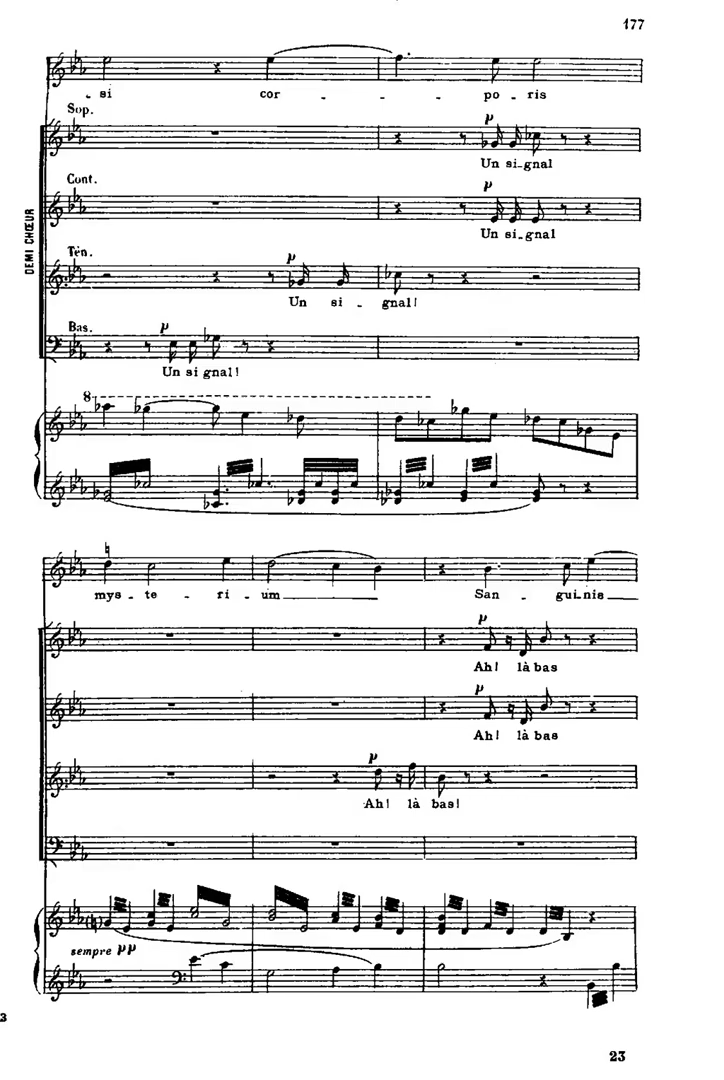 177
- si cor - - - po - ris
Sop.
p
Un si-gnal
Cont.
p
Un si-gnal
DEMI CHŒUR
Tén.
p
Un si - gnal!
Bas.
p
Un si gnal!
8
mys - te - ri - um San - gui-nis
p
Ah! là bas
p
Ah! là bas
p
Ah! là bas!
sempre pp
3
23